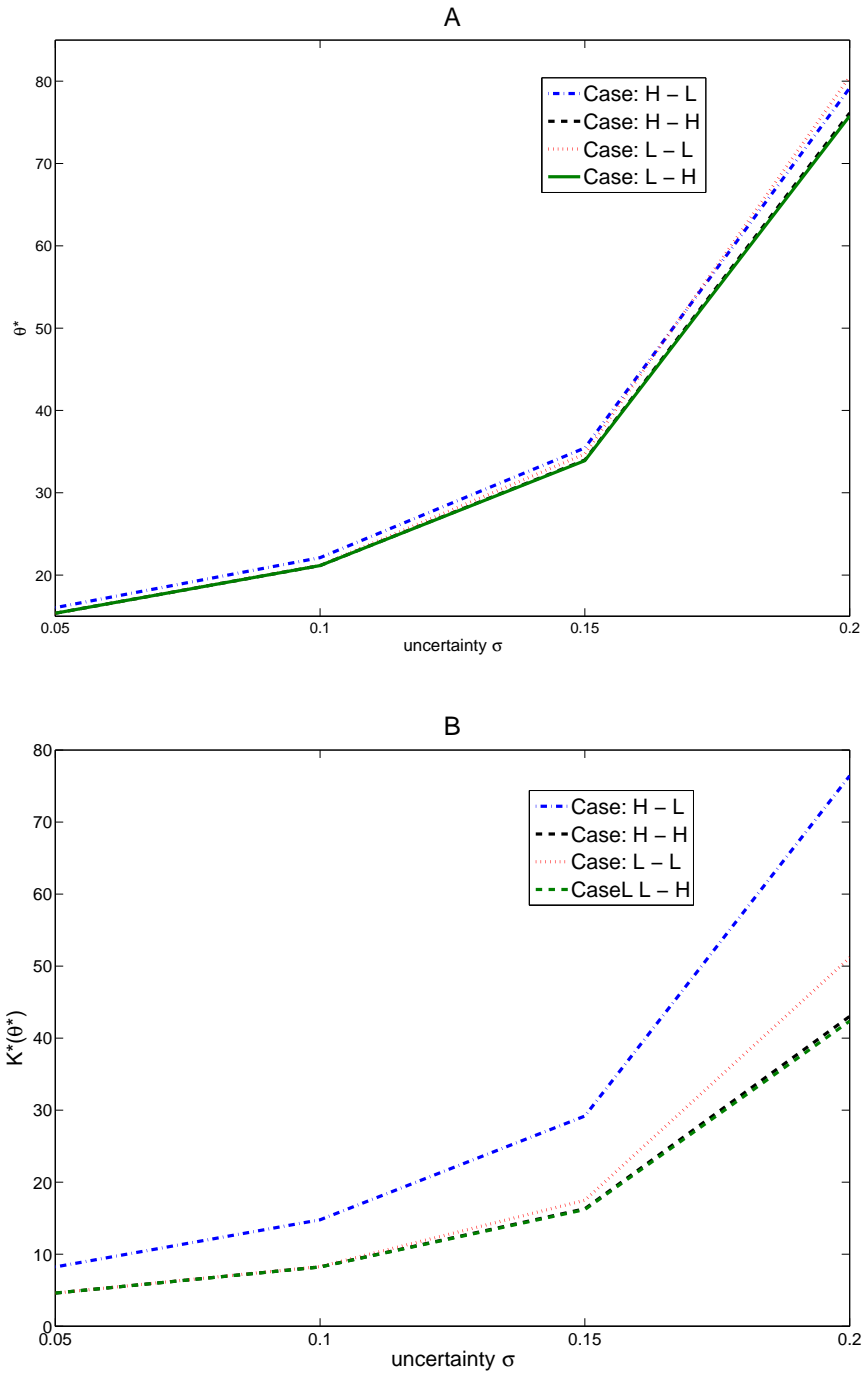 A
80
70
60
50
40
30
20
θ*
Case: H – L
Case: H – H
Case: L – L
Case: L – H
0.05
0.1
0.15
0.2
uncertainty σ
B
80
70
60
50
40
30
20
10
0
K*(θ*)
Case: H – L
Case: H – H
Case: L – L
CaseL L – H
0.05
0.1
0.15
0.2
uncertainty σ